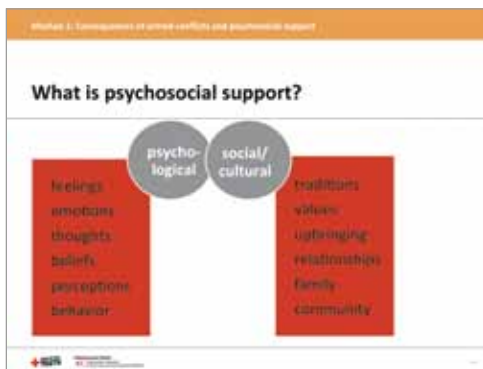 Module 1: Consequences of armed conflicts and psychosocial support
What is psychosocial support?
psycho-
logical
social/
cultural
feelings
emotions
thoughts
beliefs
perceptions
behavior
traditions
values
upbringing
relationships
family
community